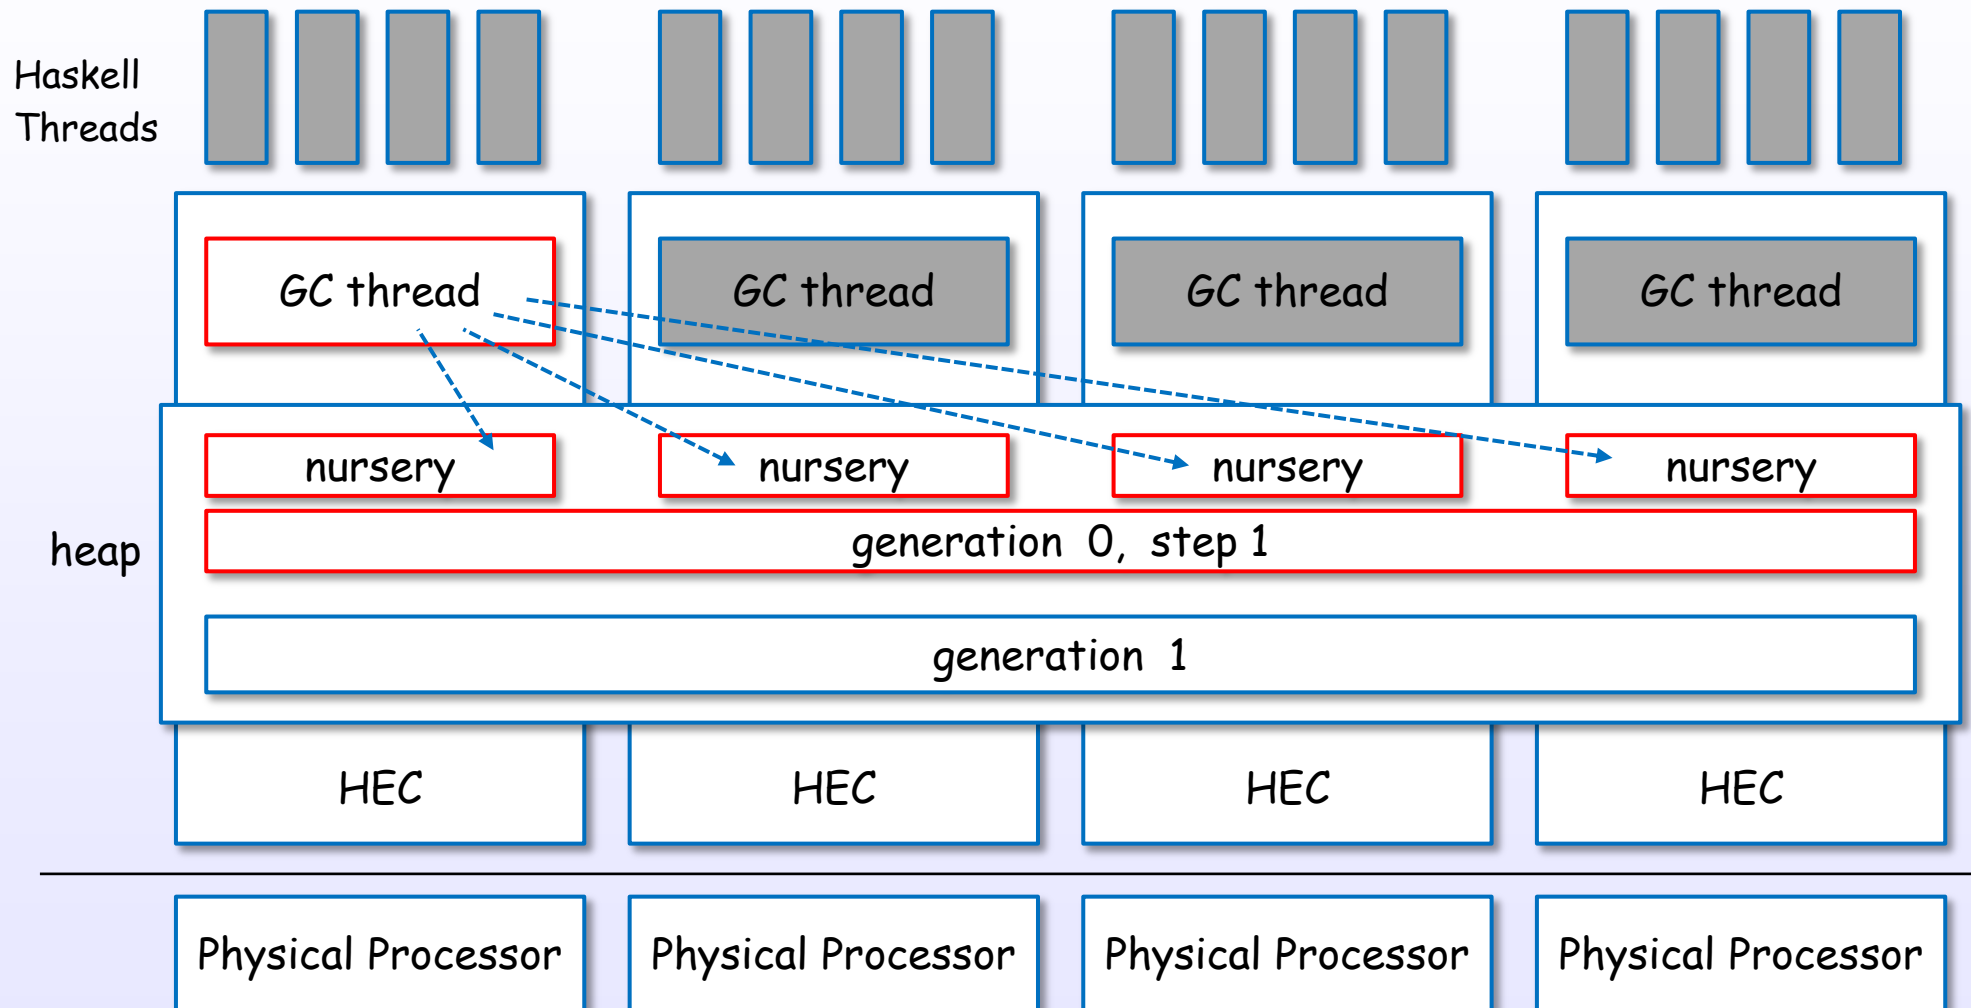 Haskell
Threads
GC thread
GC thread
GC thread
GC thread
nursery
nursery
nursery
nursery
generation 0, step 1
heap
generation 1
HEC
HEC
HEC
HEC
Physical Processor
Physical Processor
Physical Processor
Physical Processor